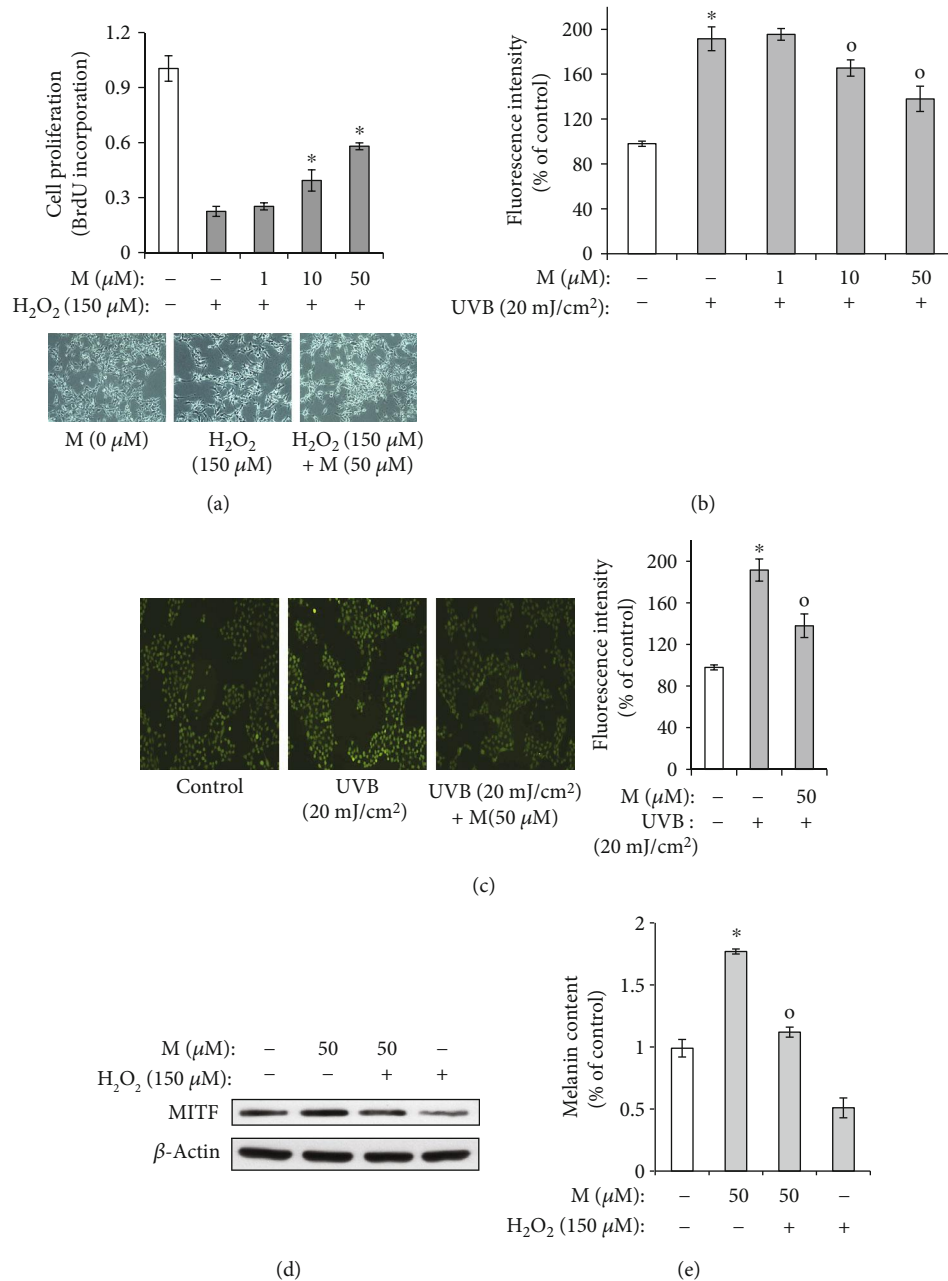 1.2
0.9
0.6
0.3
0
Cell proliferation
(BrdU incorporation)
*
*
M (μM): – – 1 10 50
H₂O₂ (150 μM): – + + + +
M (0 μM)
H₂O₂
(150 μM)
H₂O₂ (150 μM)
+ M (50 μM)
(a)
200
160
120
80
40
0
Fluorescence intensity
(% of control)
*
o
o
M (μM): – – 1 10 50
UVB (20 mJ/cm²): – + + + +
(b)
Control
UVB
(20 mJ/cm²)
UVB (20 mJ/cm²)
+ M(50 μM)
200
160
120
80
40
0
Fluorescence intensity
(% of control)
*
o
M (μM): – – 50
UVB : – + +
(20 mJ/cm²)
(c)
M (μM): – 50 50 –
H₂O₂ (150 μM): – – + +
MITF
β-Actin
(d)
2
1.5
1
0.5
0
Melanin content
(% of control)
*
o
M (μM): – 50 50 –
H₂O₂ (150 μM): – – + +
(e)